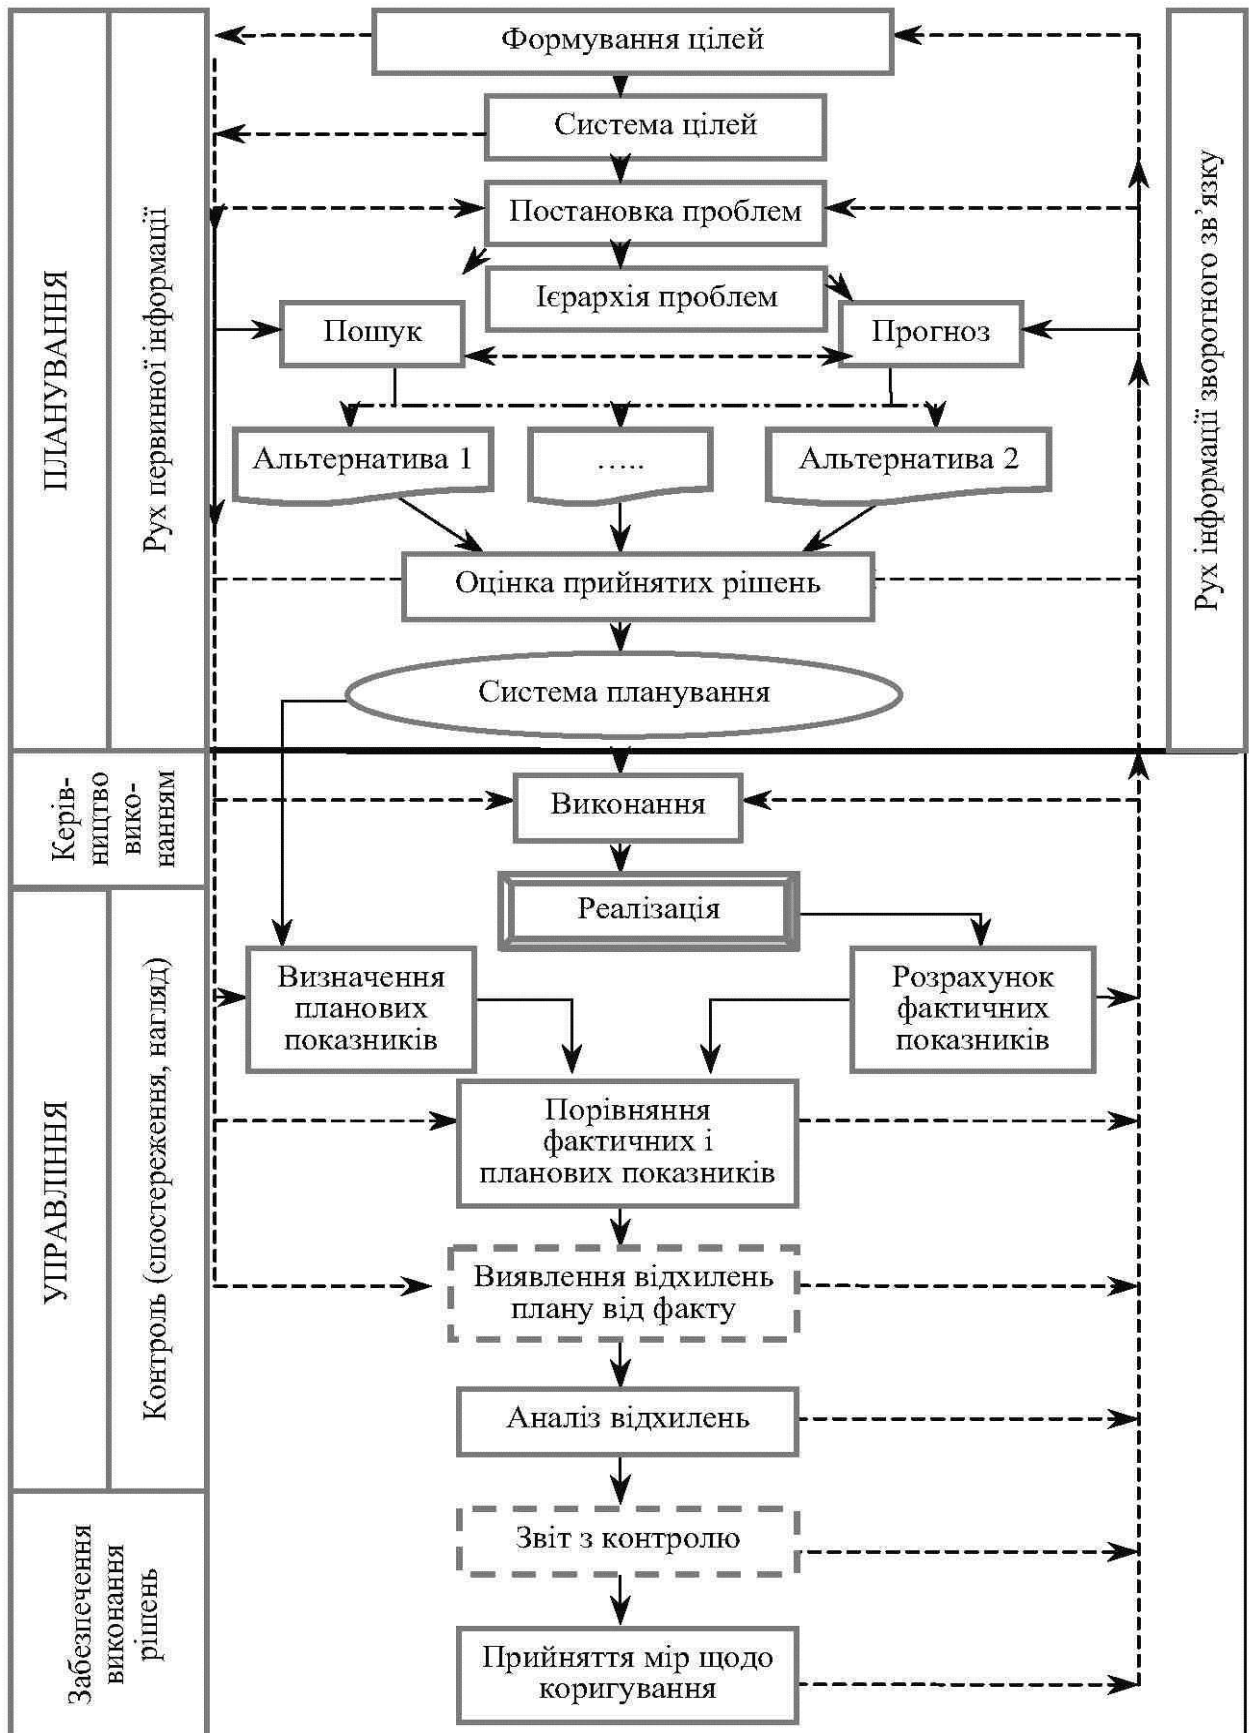 Формування цілей
Система цілей
Постановка проблем
Ієрархія проблем
Пошук
Прогноз
Альтернатива 1
…..
Альтернатива 2
Оцінка прийнятих рішень
Система планування
ПЛАНУВАННЯ
Рух первинної інформації
Рух інформації зворотного зв’язку
Керів-
ництво
вико-
нанням
Виконання
Реалізація
Визначення
планових
показників
Розрахунок
фактичних
показників
Порівняння
фактичних і
планових показників
Виявлення відхилень
плану від факту
Аналіз відхилень
УПРАВЛІННЯ
Контроль (спостереження, нагляд)
Звіт з контролю
Прийняття мір щодо
коригування
Забезпечення
виконання
рішень